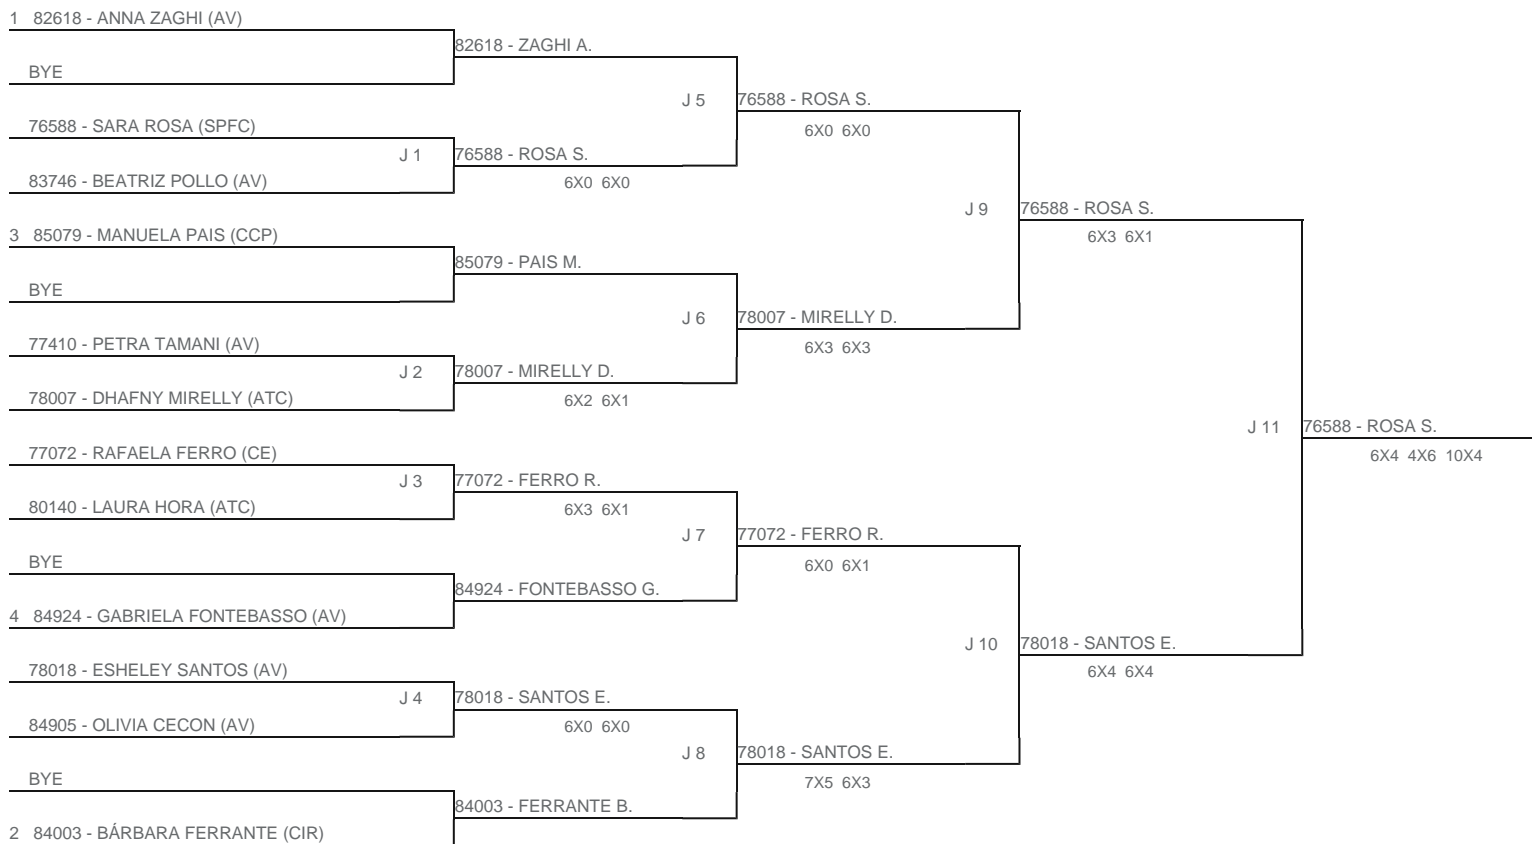 1 82618 - ANNA ZAGHI (AV)
82618 - ZAGHI A.
BYE
J 5
76588 - ROSA S.
76588 - SARA ROSA (SPFC)
6X0 6X0
J 1
76588 - ROSA S.
83746 - BEATRIZ POLLO (AV)
6X0 6X0
J 9
76588 - ROSA S.
3 85079 - MANUELA PAIS (CCP)
6X3 6X1
85079 - PAIS M.
BYE
J 6
78007 - MIRELLY D.
77410 - PETRA TAMANI (AV)
6X3 6X3
J 2
78007 - MIRELLY D.
78007 - DHAFNY MIRELLY (ATC)
6X2 6X1
J 11
76588 - ROSA S.
77072 - RAFAELA FERRO (CE)
6X4 4X6 10X4
J 3
77072 - FERRO R.
80140 - LAURA HORA (ATC)
6X3 6X1
J 7
77072 - FERRO R.
BYE
6X0 6X1
84924 - FONTEBASSO G.
4 84924 - GABRIELA FONTEBASSO (AV)
J 10
78018 - SANTOS E.
78018 - ESHELEY SANTOS (AV)
6X4 6X4
J 4
78018 - SANTOS E.
84905 - OLIVIA CECON (AV)
6X0 6X0
J 8
78018 - SANTOS E.
BYE
7X5 6X3
84003 - FERRANTE B.
2 84003 - BÁRBARA FERRANTE (CIR)